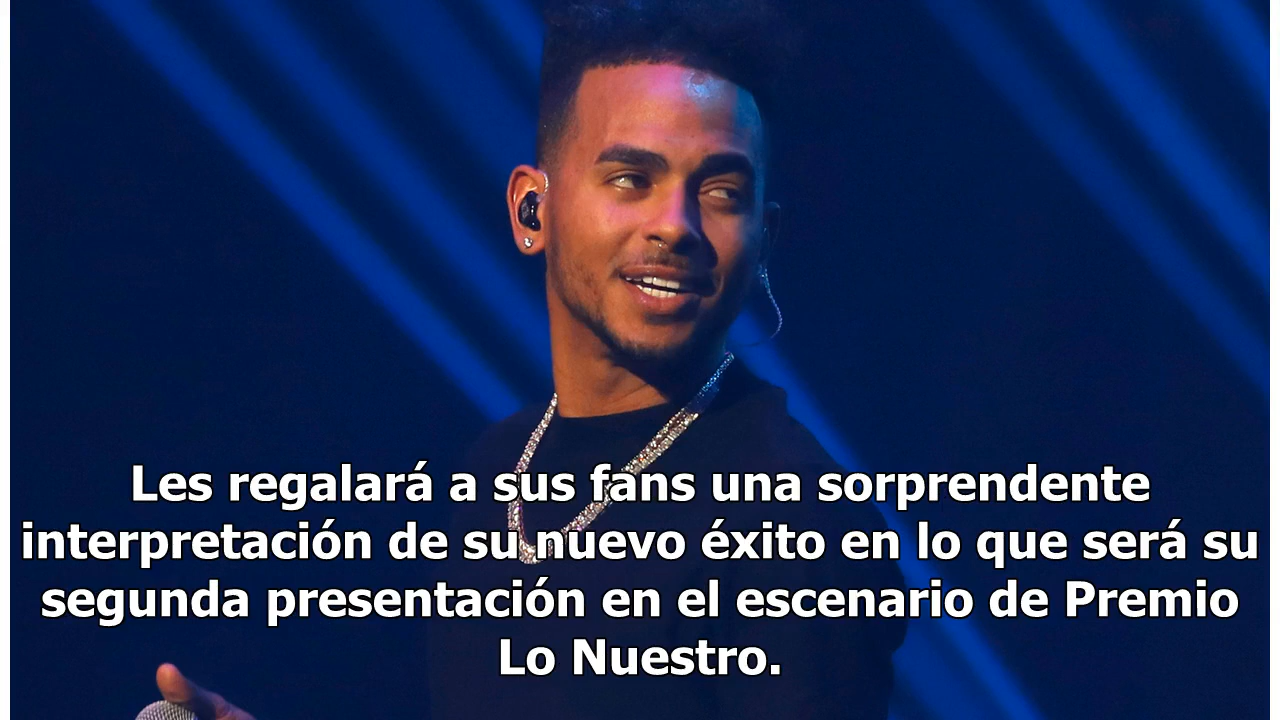 Les regalará a sus fans una sorprendente
interpretación de su nuevo éxito en lo que será su
segunda presentación en el escenario de Premio
Lo Nuestro.